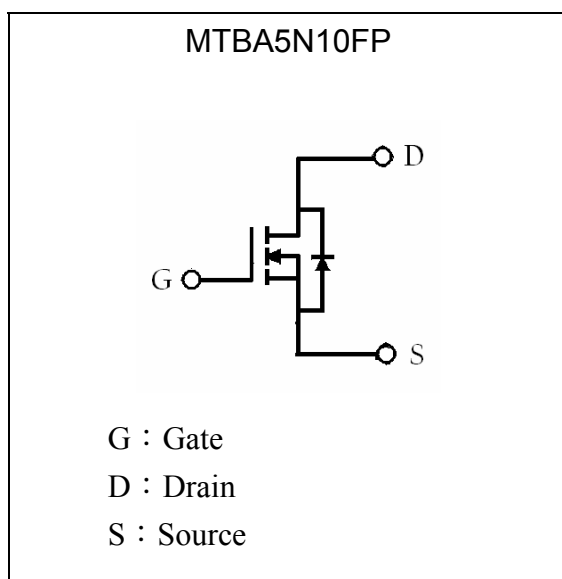 MTBA5N10FP
D
G
S
G：Gate
D：Drain
S：Source